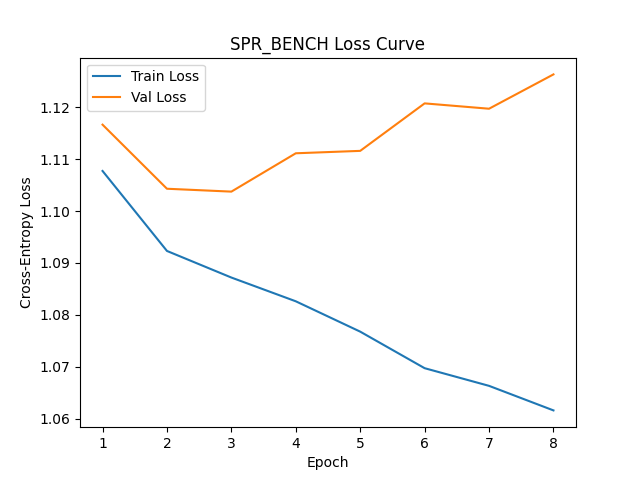 SPR_BENCH Loss Curve
Train Loss
Val Loss
Cross-Entropy Loss
1.12
1.11
1.10
1.09
1.08
1.07
1.06
1 2 3 4 5 6 7 8
Epoch